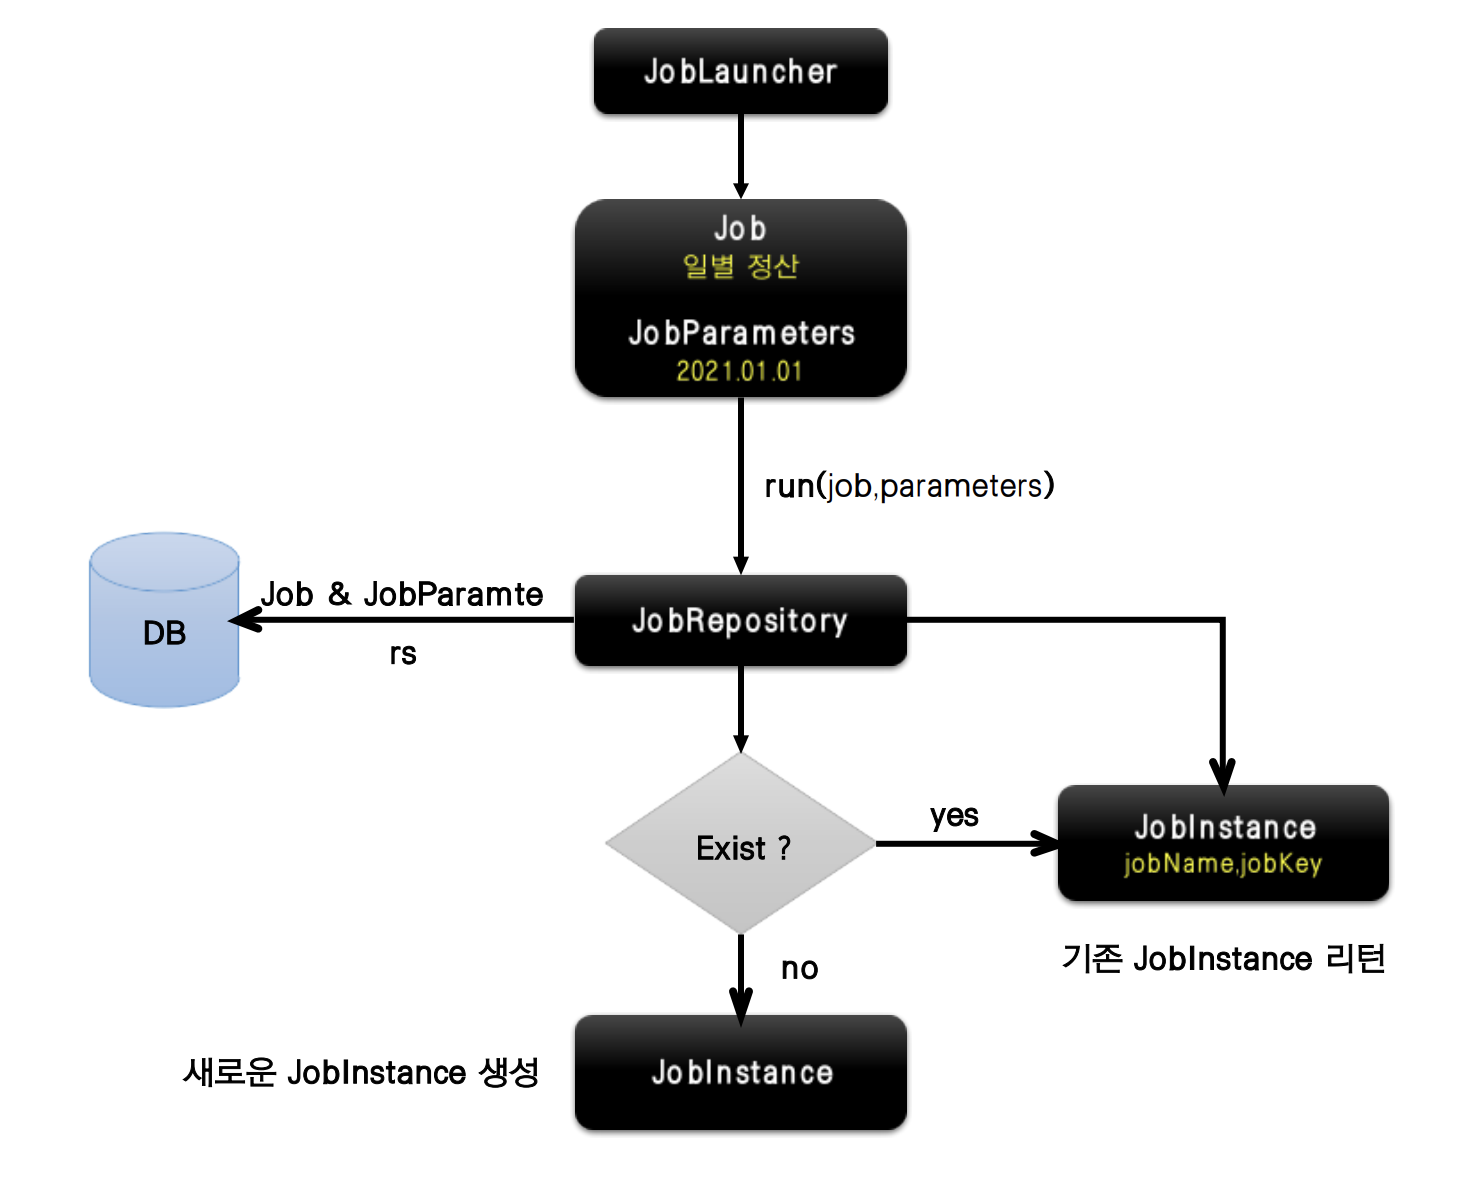 JobLauncher
Job
일별 정산
JobParameters
2021.01.01
run(job,parameters)
Job & JobParamte
rs
DB
JobRepository
Exist ?
yes
JobInstance
jobName,jobKey
기존 JobInstance 리턴
no
새로운 JobInstance 생성
JobInstance